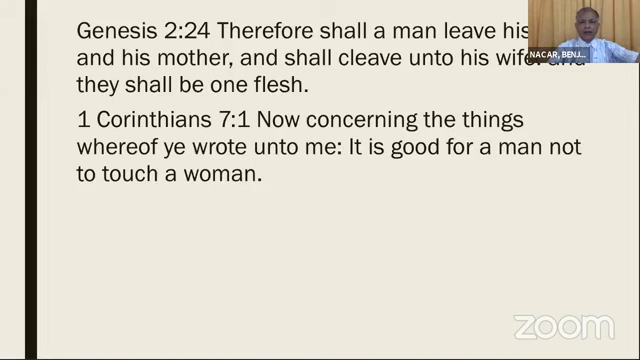 Genesis 2:24 Therefore shall a man leave his
and his mother, and shall cleave unto his wife: and
they shall be one flesh.
1 Corinthians 7:1 Now concerning the things
whereof ye wrote unto me: It is good for a man not
to touch a woman.
NACAR, BENJ...
zoom